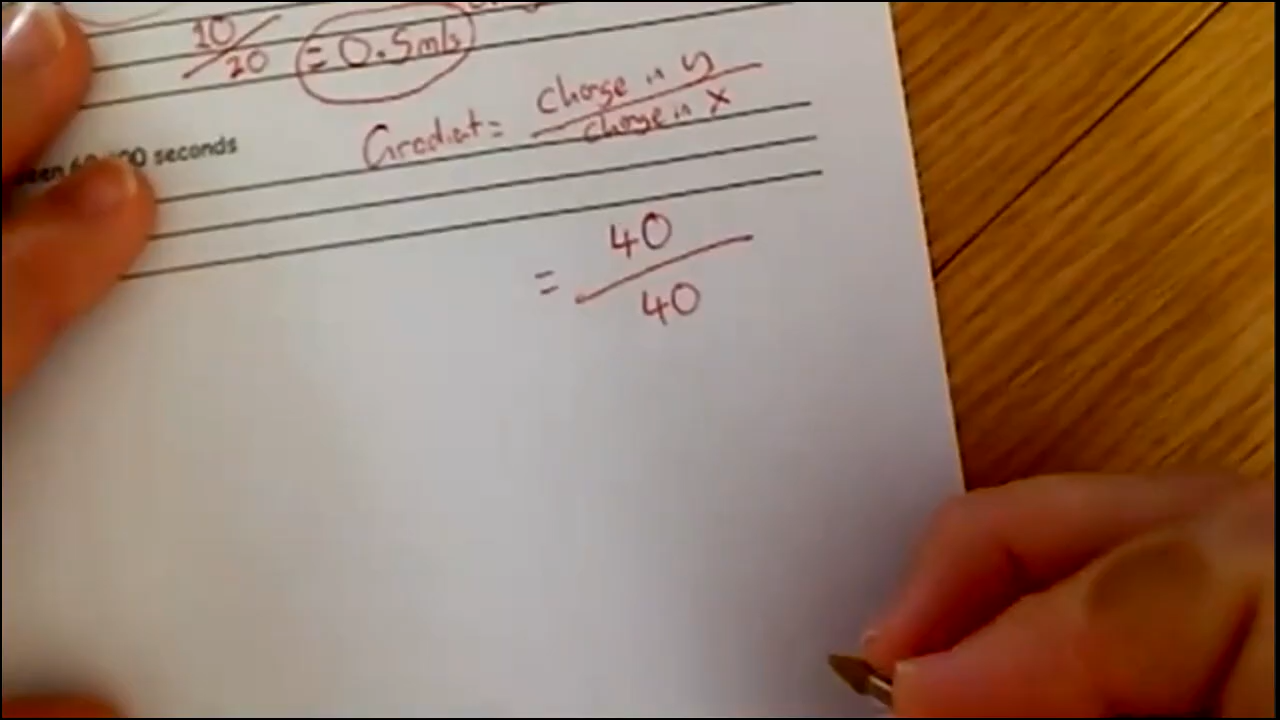 10/20 = 0.5m/s
Gradient = change in y / change in x
seconds
= 40/40